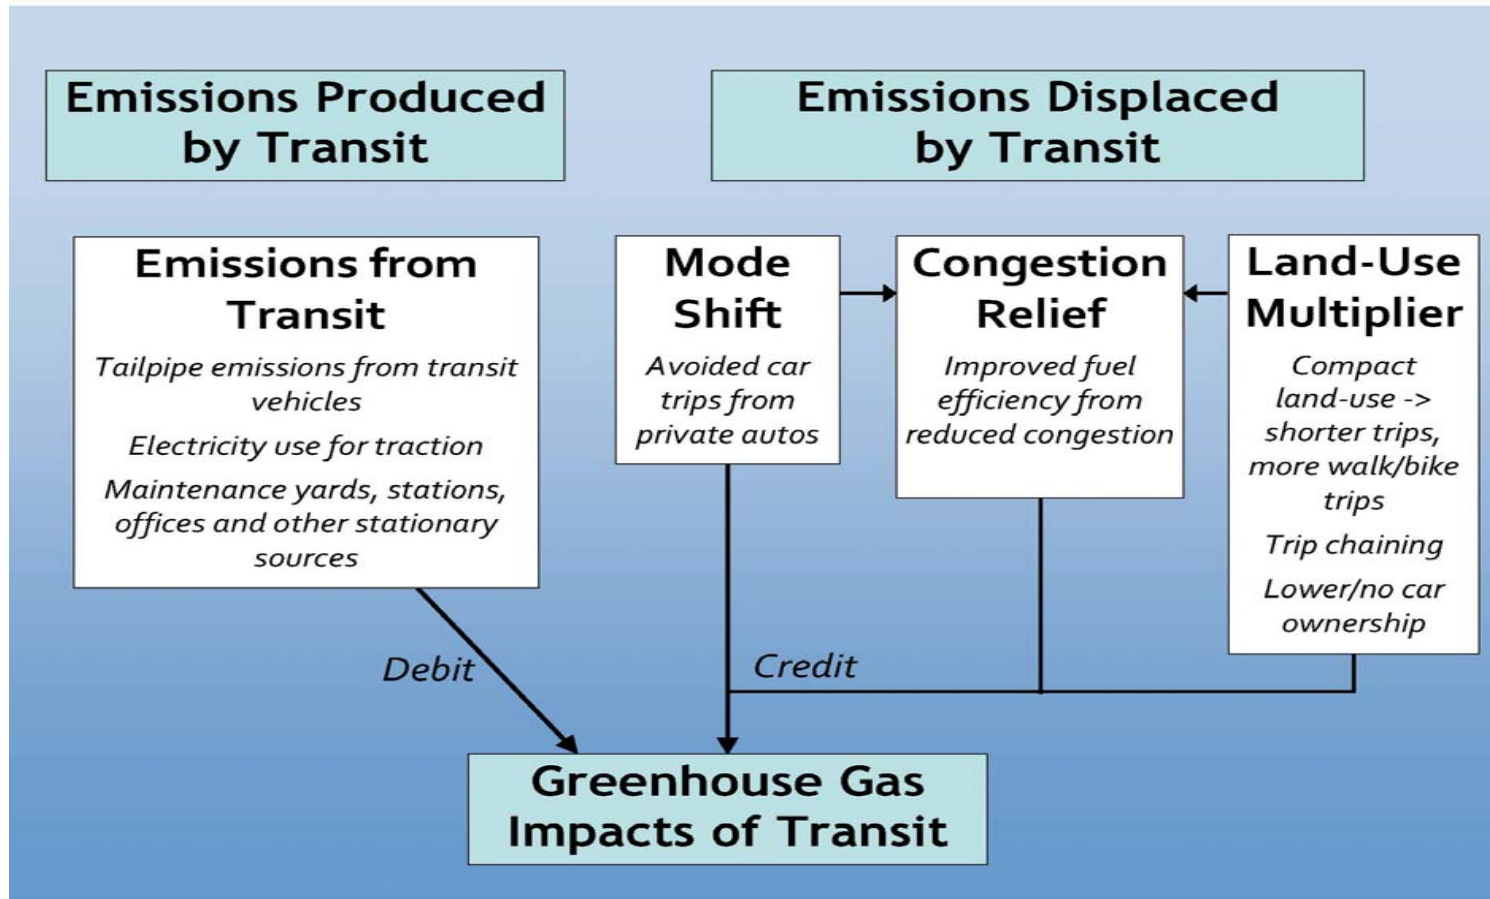 Emissions Produced
by Transit
Emissions Displaced
by Transit
Emissions from
Transit
Tailpipe emissions from transit
vehicles
Electricity use for traction
Maintenance yards, stations,
offices and other stationary
sources
Mode
Shift
Avoided car
trips from
private autos
Congestion
Relief
Improved fuel
efficiency from
reduced congestion
Land-Use
Multiplier
Compact
land-use ->
shorter trips,
more walk/bike
trips
Trip chaining
Lower/no car
ownership
Debit
Credit
Greenhouse Gas
Impacts of Transit